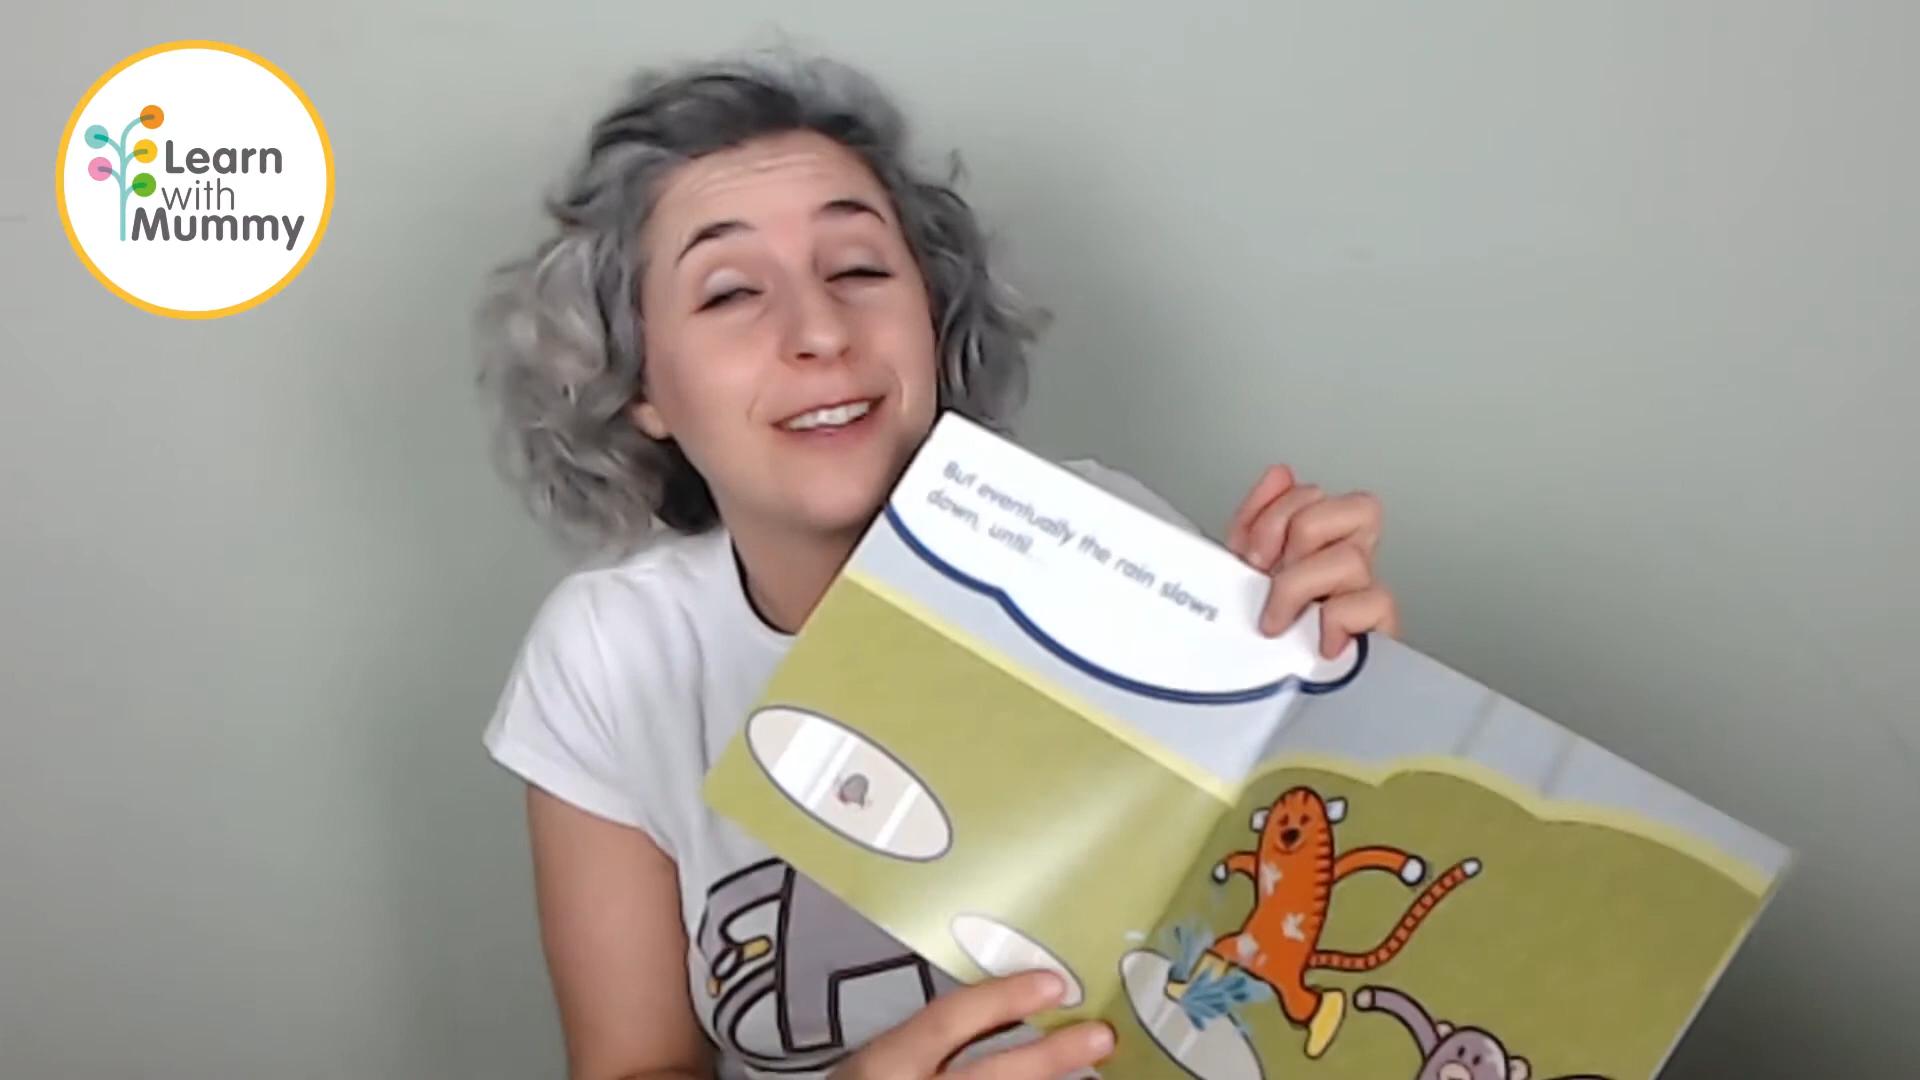 Learn
with
Mummy
But eventually the rain slows
down, until...